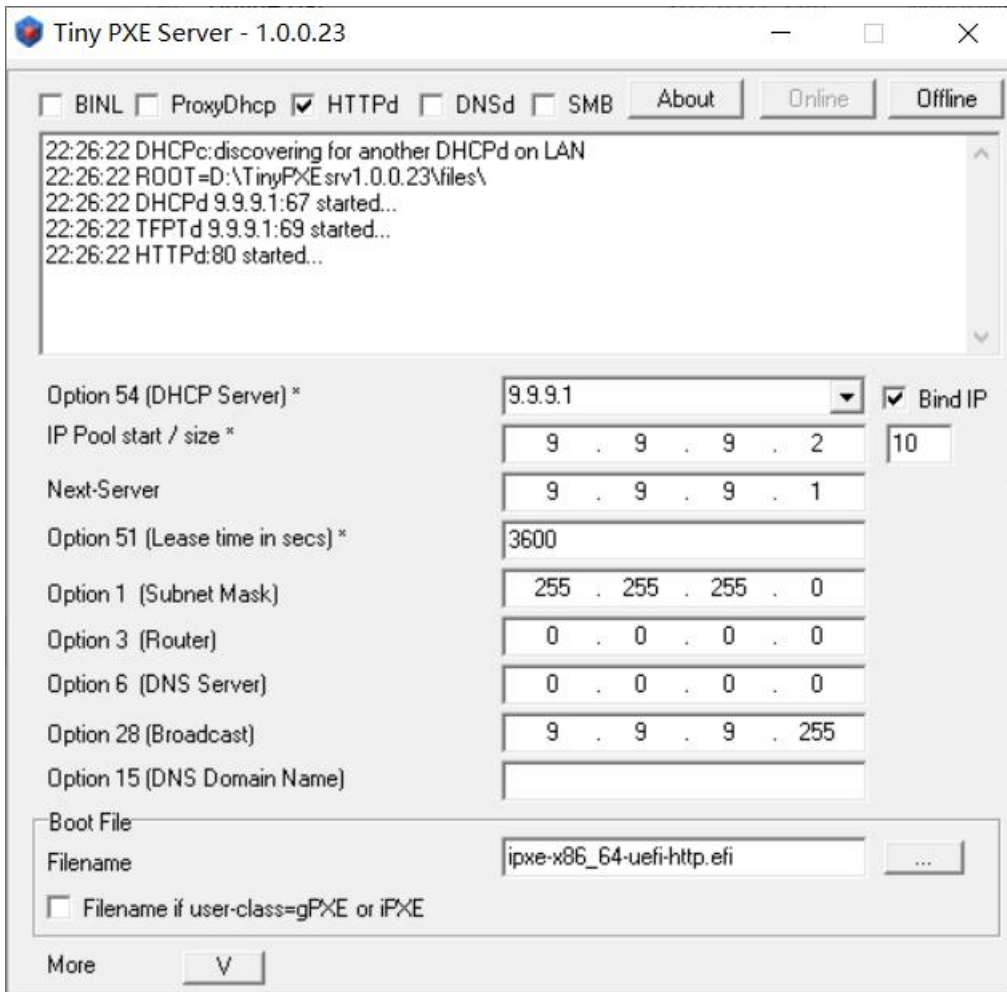 Tiny PXE Server - 1.0.0.23
BINL ProxyDhcp HTTPd DNSd SMB About Online Offline
22:26:22 DHCPc:discovering for another DHCPd on LAN
22:26:22 ROOT=D:\TinyPXEsrv1.0.0.23\files\
22:26:22 DHCPd 9.9.9.1:67 started...
22:26:22 TFPTd 9.9.9.1:69 started...
22:26:22 HTTPd:80 started...
Option 54 (DHCP Server) * 9.9.9.1 Bind IP
IP Pool start / size * 9 . 9 . 9 . 2 10
Next-Server 9 . 9 . 9 . 1
Option 51 (Lease time in secs) * 3600
Option 1 (Subnet Mask) 255 . 255 . 255 . 0
Option 3 (Router) 0 . 0 . 0 . 0
Option 6 (DNS Server) 0 . 0 . 0 . 0
Option 28 (Broadcast) 9 . 9 . 9 . 255
Option 15 (DNS Domain Name)
Boot File
Filename ipxe-x86_64-uefi-http.efi ...
Filename if user-class=gPXE or iPXE
More V